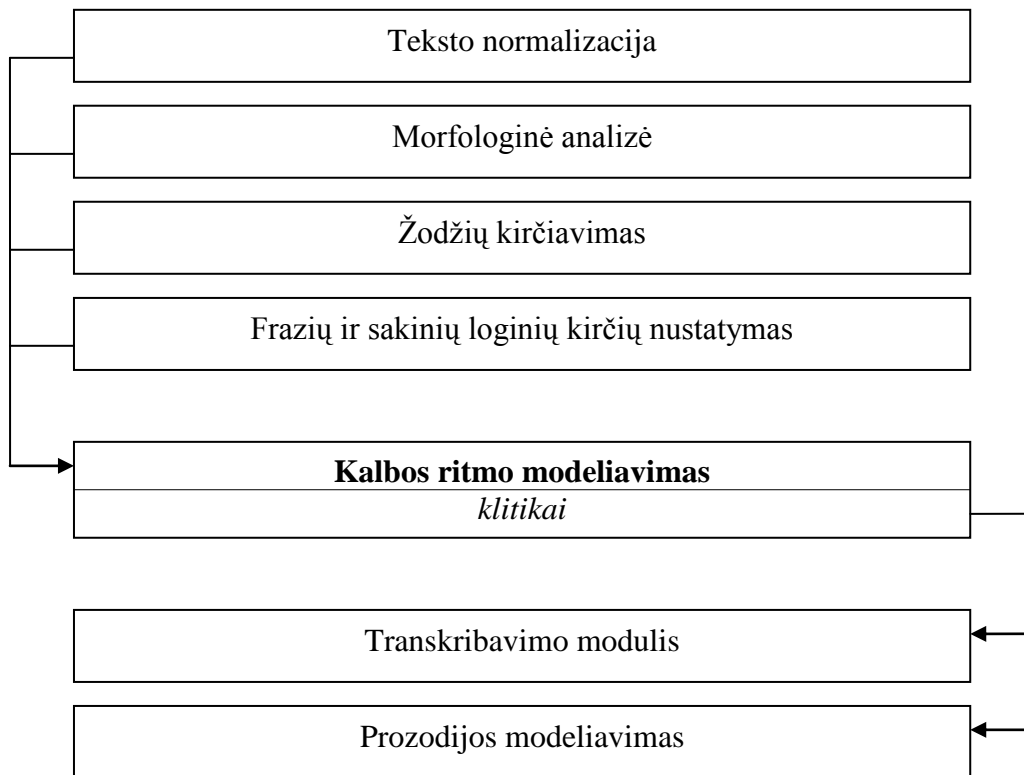 Teksto normalizacija
Morfologinė analizė
Žodžių kirčiavimas
Frazių ir sakinių loginių kirčių nustatymas
Kalbos ritmo modeliavimas
klitikai
Transkribavimo modulis
Prozodijos modeliavimas